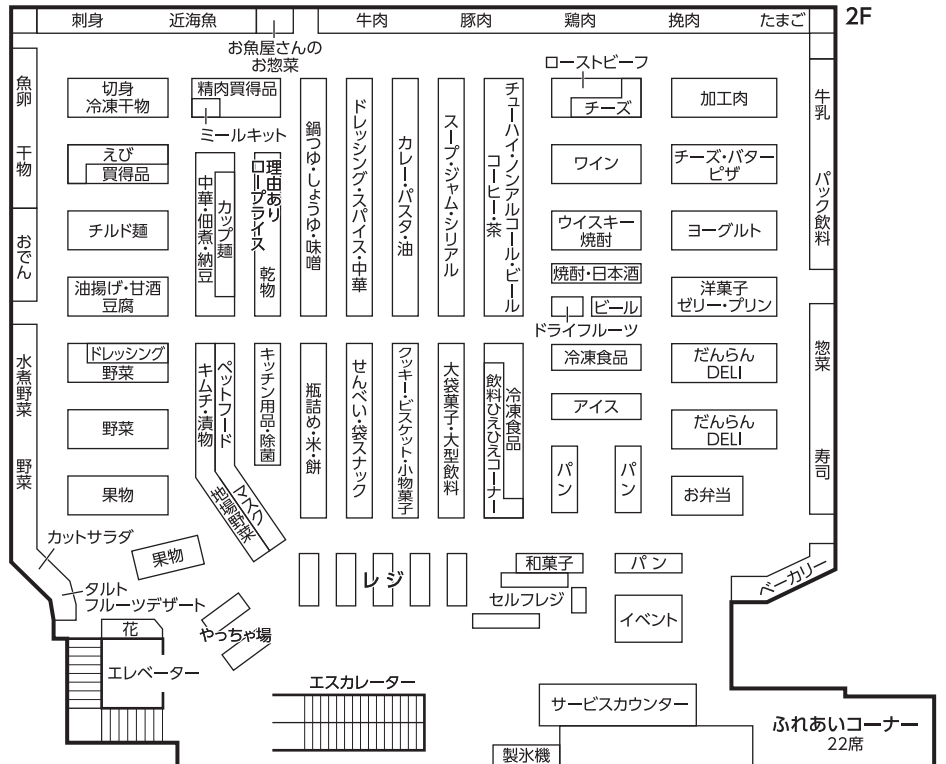 2F
刺身
近海魚
牛肉
豚肉
鶏肉
挽肉
たまご
お魚屋さんの
お惣菜
魚卵
干物
おでん
水煮野菜
野菜
切身
冷凍干物
えび
買得品
チルド麺
油揚げ・甘酒
豆腐
ドレッシング
野菜
野菜
果物
果物
カットサラダ
タルト
フルーツデザート
花
エレベーター
やっちゃ場
精肉買得品
ミールキット
中華・佃煮・納豆
カップ麺
理由あり
ロープライス
乾物
キムチ・漬物
ペットフード
地場野菜
マスク
キッチン用品・除菌
鍋つゆ・しょうゆ・味噌
ドレッシング・スパイス・中華
カレー・パスタ・油
スープ・ジャム・シリアル
チューハイ・ノンアルコール・ビール
コーヒー・茶
瓶詰め・米・餅
せんべい・袋スナック
クッキー・ビスケット・小物菓子
大袋菓子・大型飲料
冷凍食品
飲料ひえひえコーナー
ローストビーフ
チーズ
ワイン
ウイスキー
焼酎
焼酎・日本酒
ビール
ドライフルーツ
冷凍食品
アイス
パン
パン
加工肉
チーズ・バター
ピザ
ヨーグルト
洋菓子
ゼリー・プリン
だんらん
DELI
だんらん
DELI
お弁当
牛乳
パック飲料
惣菜
寿司
ベーカリー
レジ
和菓子
セルフレジ
パン
イベント
エスカレーター
サービスカウンター
製氷機
ふれあいコーナー
22席